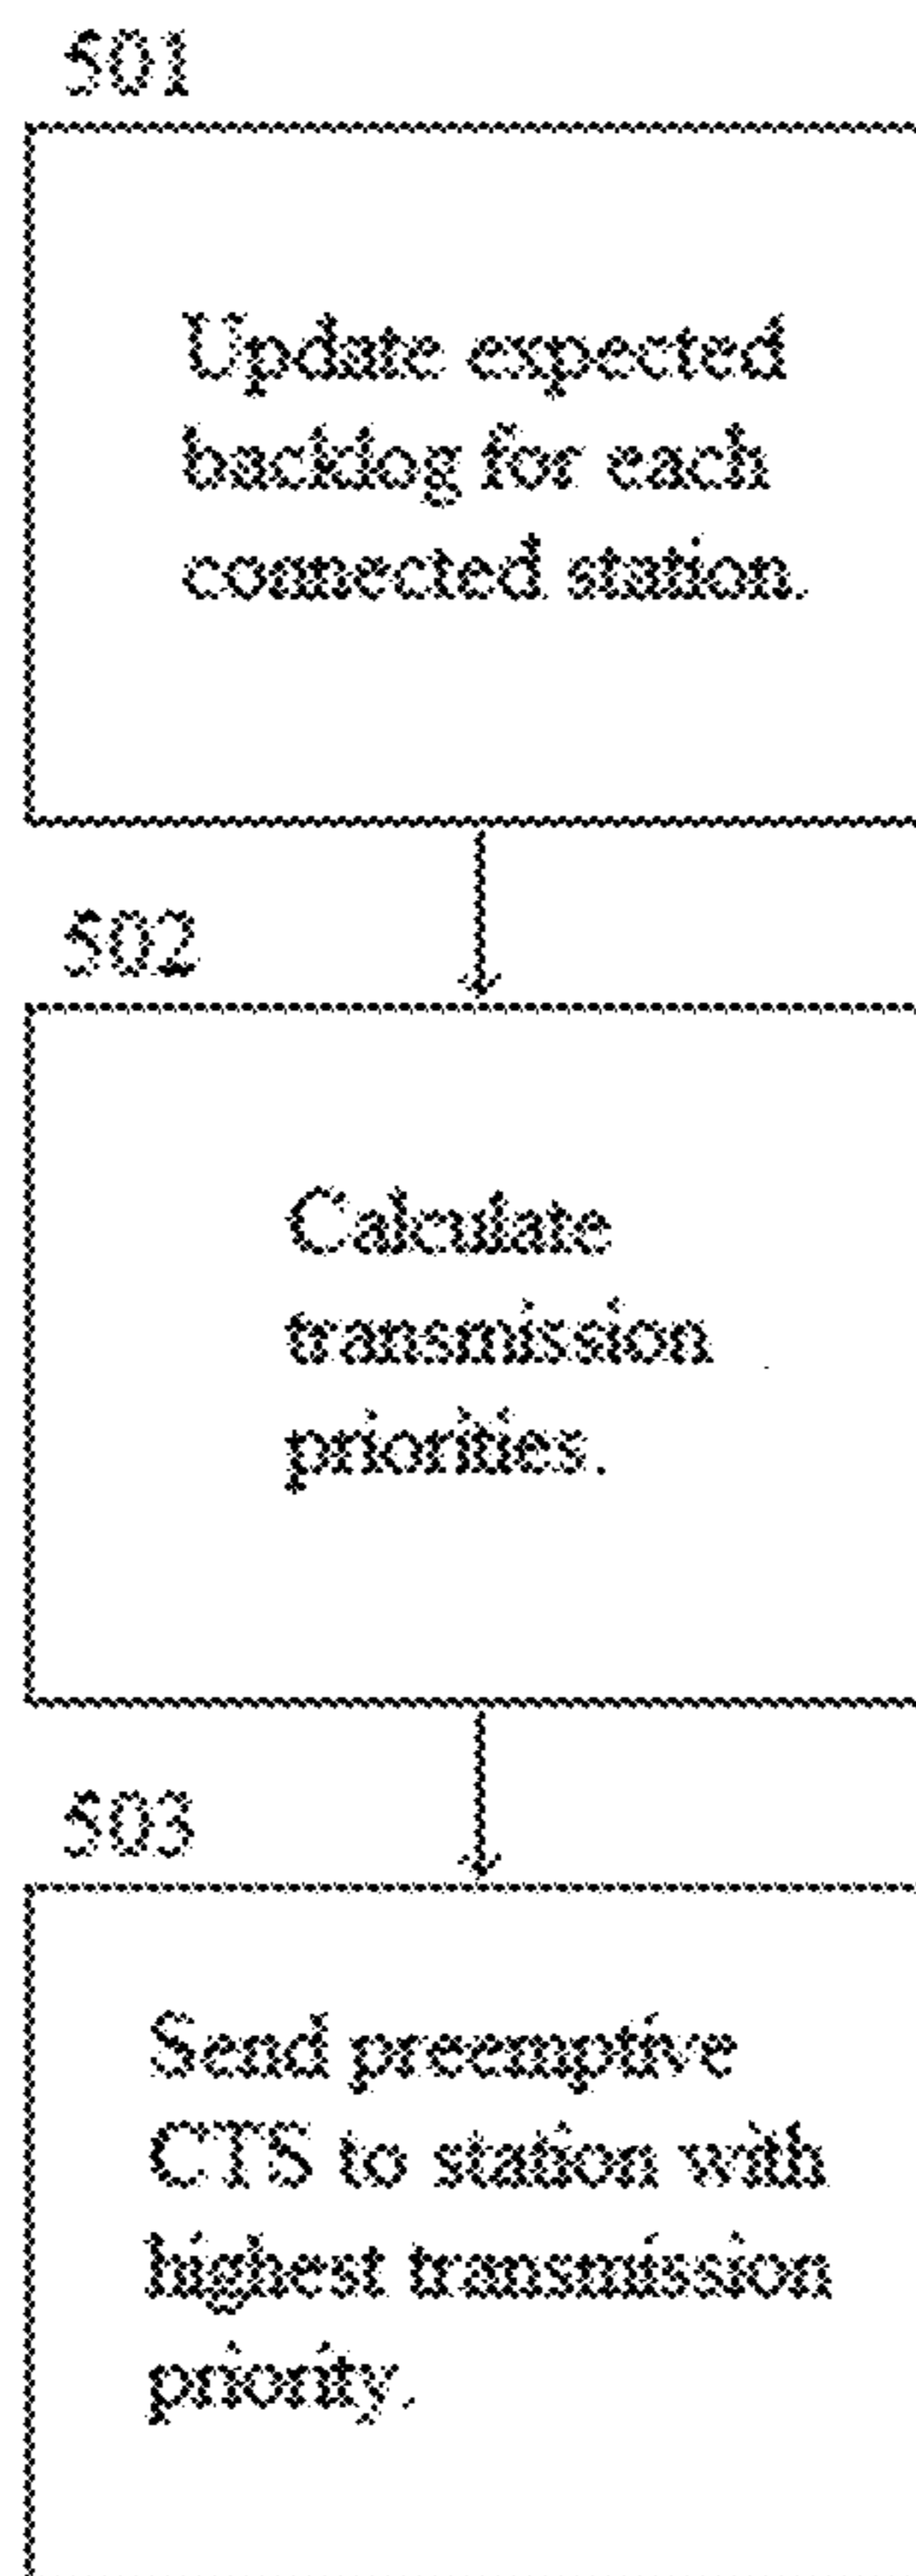 501
Update expected
backlog for each
connected station.
502
Calculate
transmission
priorities.
503
Send preemptive
CTS to station with
highest transmission
priority.